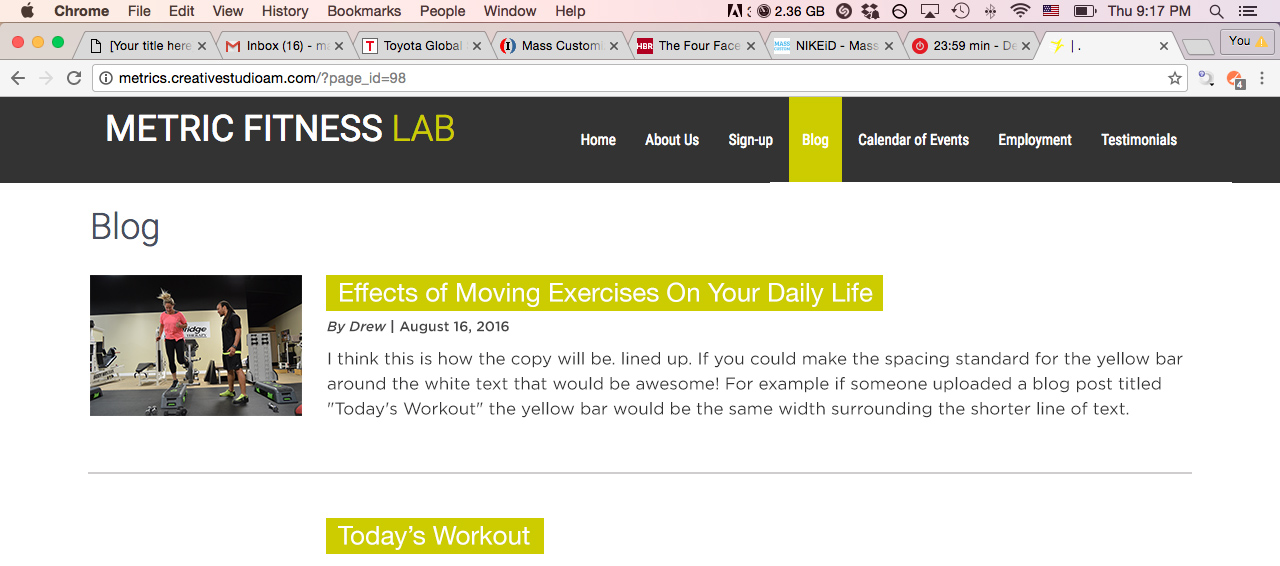 Chrome File Edit View History Bookmarks People Window Help 2.36 GB Thu 9:17 PM
[Your title here Inbox (16) - ma Toyota Global Mass Customi HBR The Four Face NIKEiD - Mass 23:59 min - De | . You
metrics.creativestudioam.com/?page_id=98 4
METRIC FITNESS LAB
Home About Us Sign-up Blog Calendar of Events Employment Testimonials
Blog
Effects of Moving Exercises On Your Daily Life
By Drew | August 16, 2016
I think this is how the copy will be. lined up. If you could make the spacing standard for the yellow bar
around the white text that would be awesome! For example if someone uploaded a blog post titled
"Today's Workout" the yellow bar would be the same width surrounding the shorter line of text.
Today’s Workout